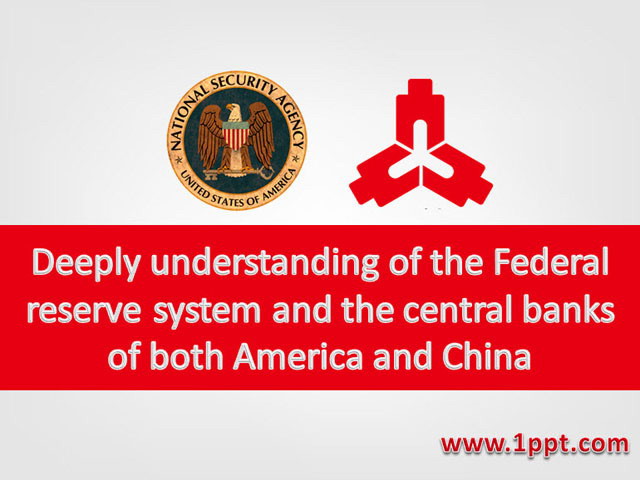 NATIONAL SECURITY AGENCY
UNITED STATES OF AMERICA
Deeply understanding of the Federal
reserve system and the central banks
of both America and China
www.1ppt.com